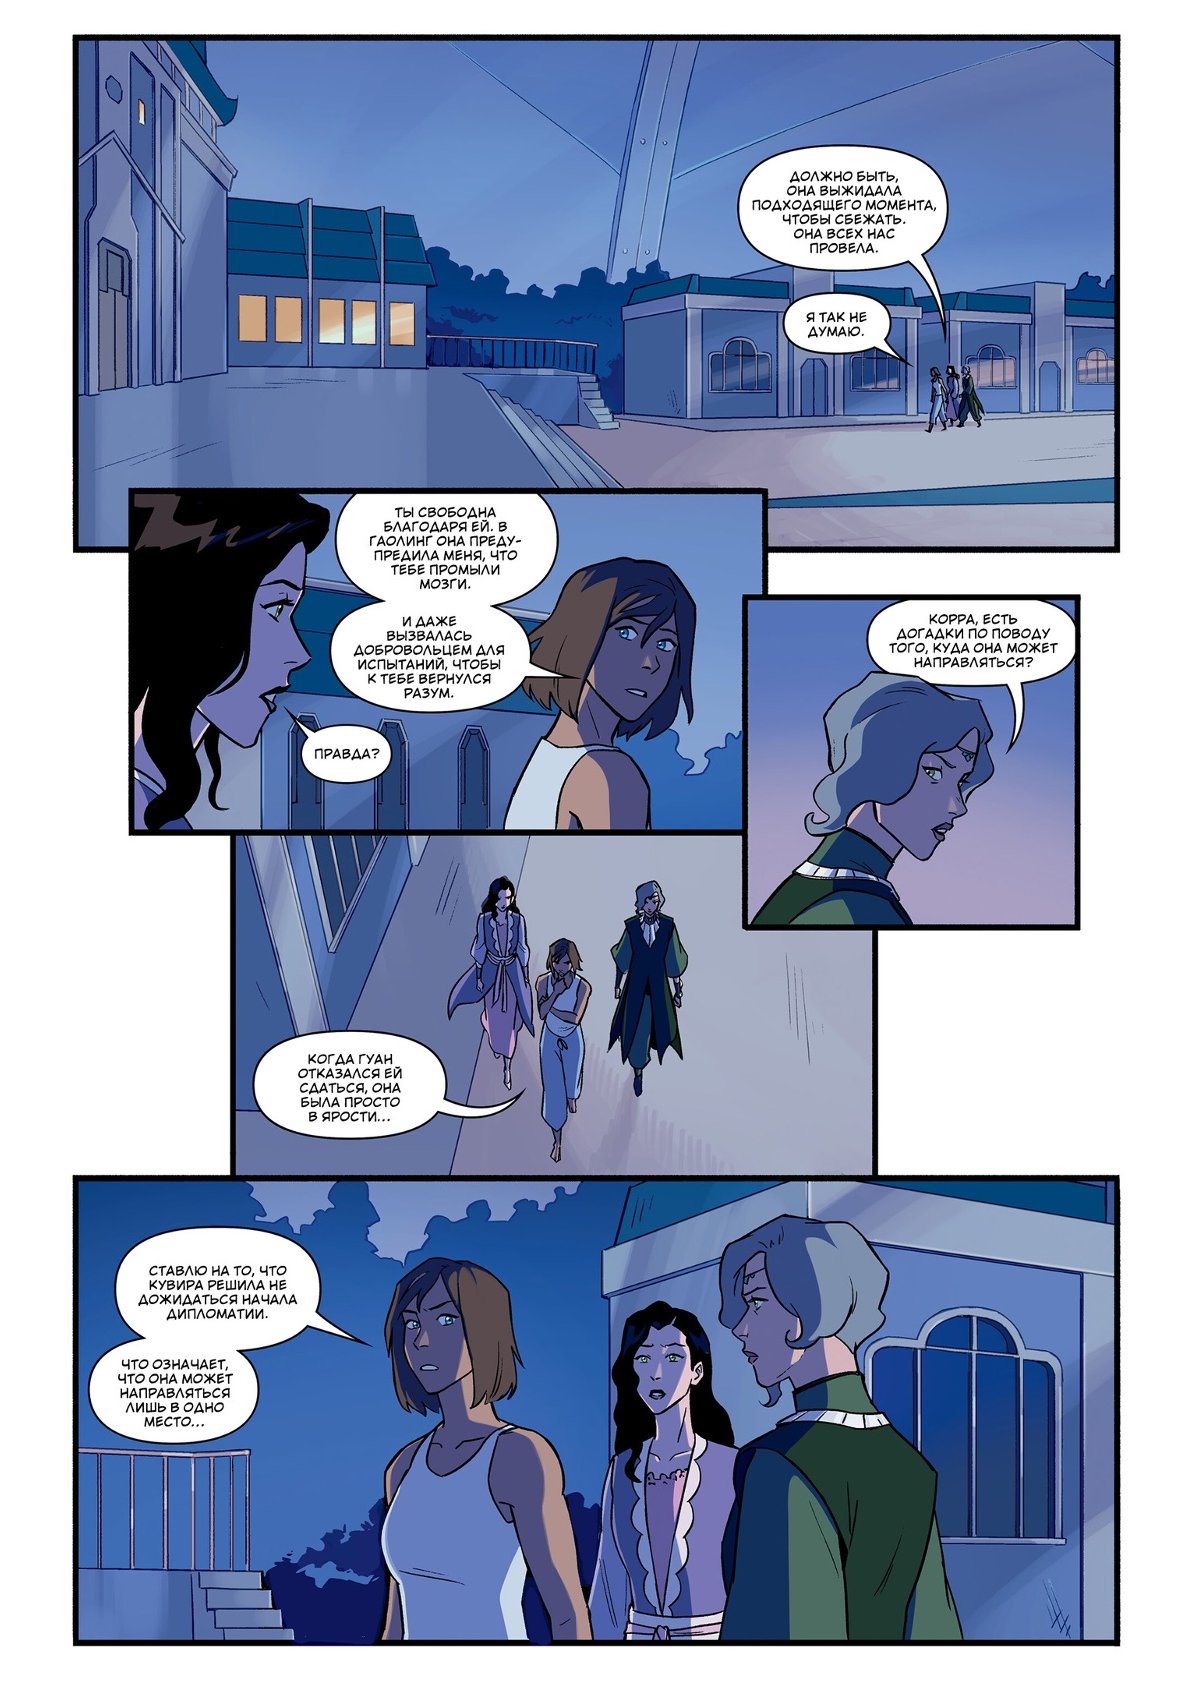 ДОЛЖНО БЫТЬ,
ОНА ВЫЖИДАЛА
ПОДХОДЯЩЕГО МОМЕНТА,
ЧТОБЫ СБЕЖАТЬ.
ОНА ВСЕХ НАС
ПРОВЕЛА.
Я ТАК НЕ
ДУМАЮ.
ТЫ СВОБОДНА
БЛАГОДАРЯ ЕЙ. В
ГАОЛИНГ ОНА ПРЕДУ-
ПРЕДИЛА МЕНЯ, ЧТО
ТЕБЕ ПРОМЫЛИ
МОЗГИ.
И ДАЖЕ
ВЫЗВАЛАСЬ
ДОБРОВОЛЬЦЕМ ДЛЯ
ИСПЫТАНИЙ, ЧТОБЫ
К ТЕБЕ ВЕРНУЛСЯ
РАЗУМ.
ПРАВДА?
КОРРА, ЕСТЬ
ДОГАДКИ ПО ПОВОДУ
ТОГО, КУДА ОНА МОЖЕТ
НАПРАВЛЯТЬСЯ?
КОГДА ГУАН
ОТКАЗАЛСЯ ЕЙ
СДАТЬСЯ, ОНА
БЫЛА ПРОСТО
В ЯРОСТИ...
СТАВЛЮ НА ТО, ЧТО
КУВИРА РЕШИЛА НЕ
ДОЖИДАТЬСЯ НАЧАЛА
ДИПЛОМАТИИ.
ЧТО ОЗНАЧАЕТ,
ЧТО ОНА МОЖЕТ
НАПРАВЛЯТЬСЯ
ЛИШЬ В ОДНО
МЕСТО...